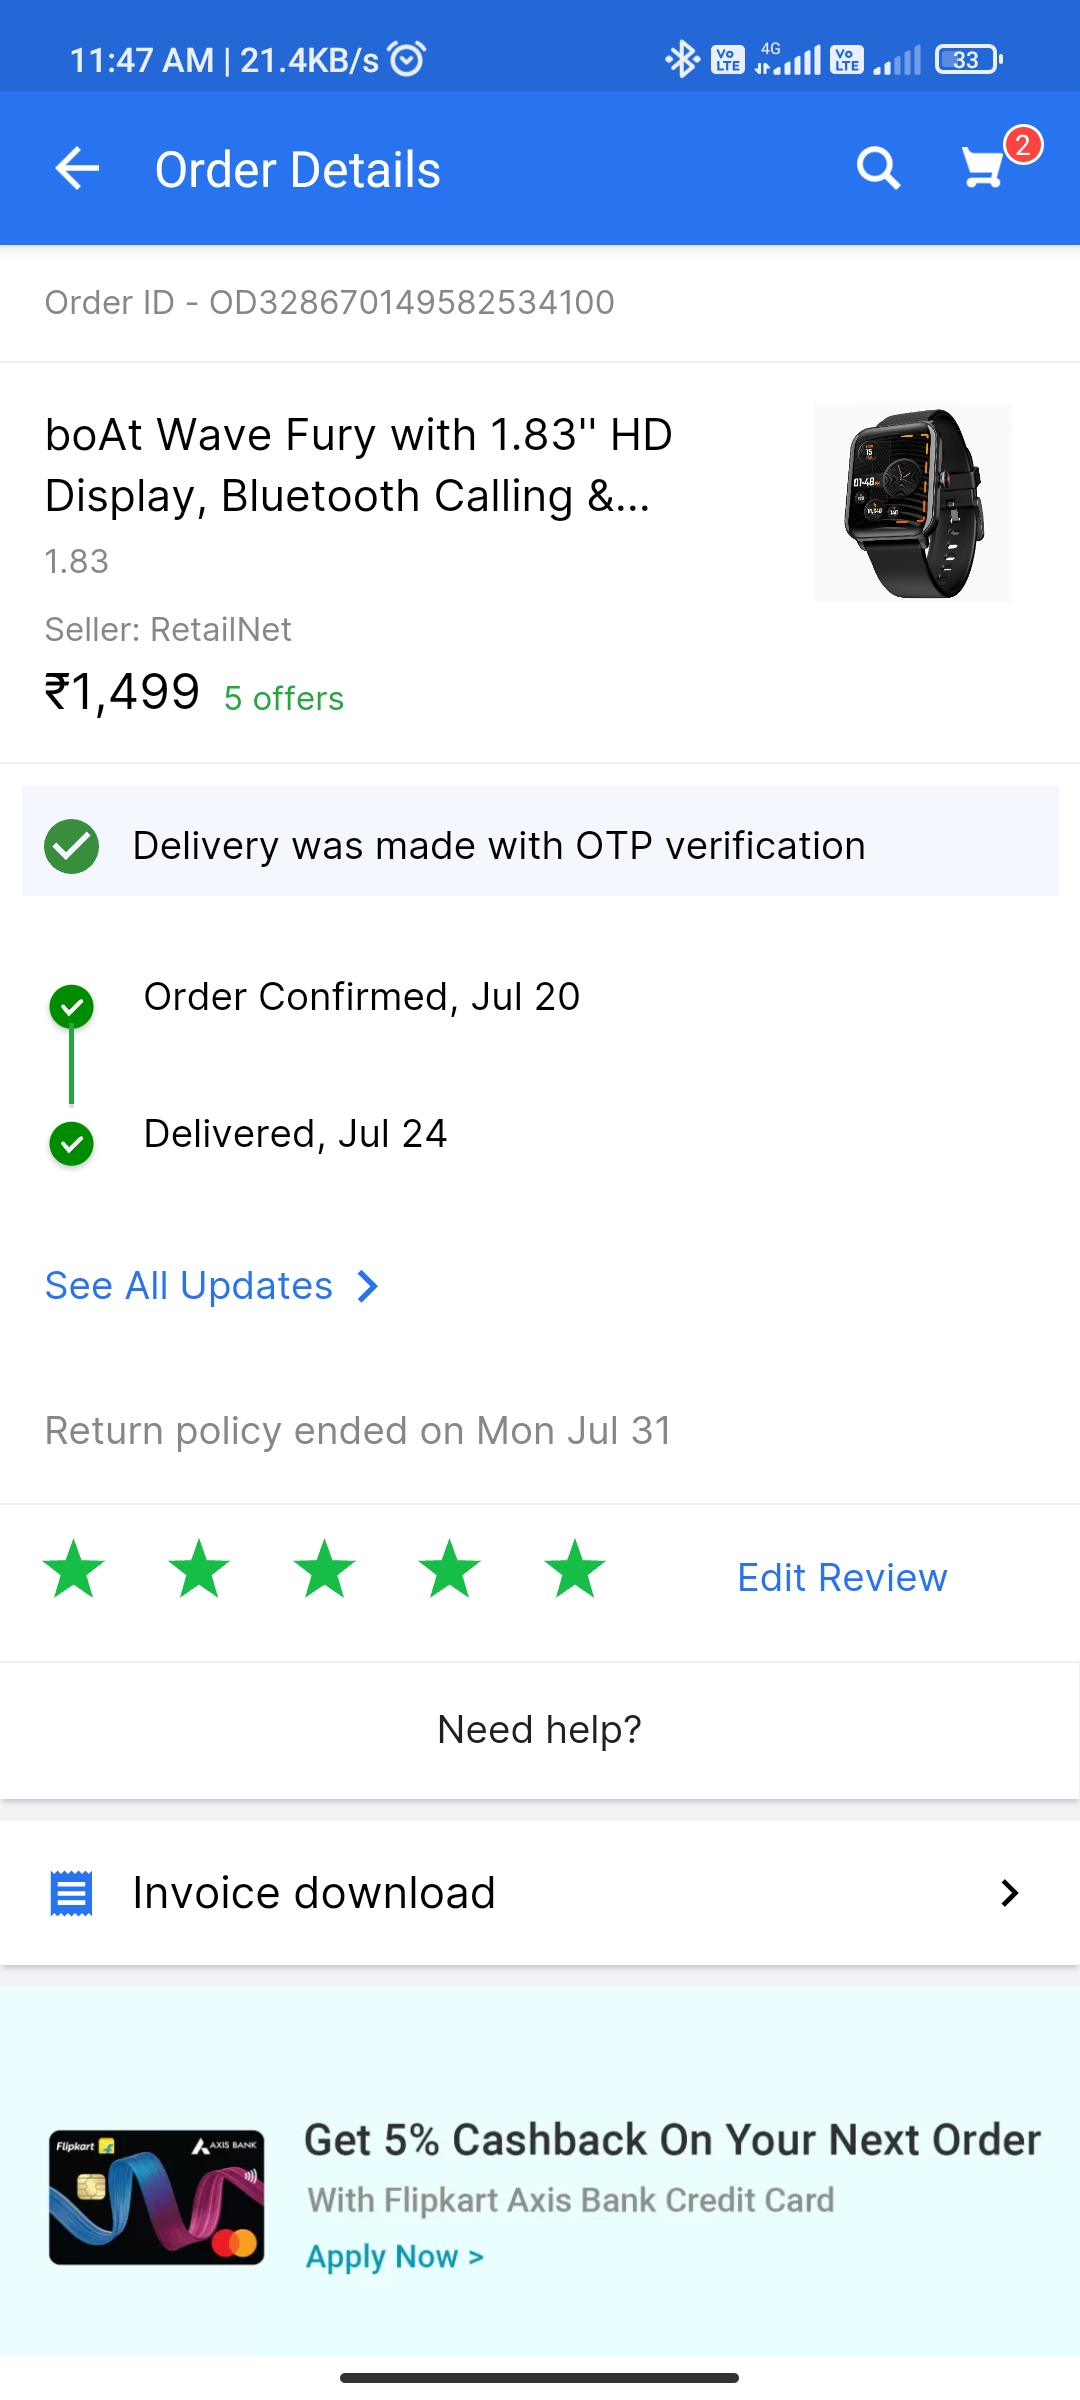 11:47 AM | 21.4KB/s
Vo LTE 4G Vo LTE 33
Order Details
2
Order ID - OD328670149582534100
boAt Wave Fury with 1.83" HD
Display, Bluetooth Calling &...
1.83
Seller: RetailNet
₹1,499 5 offers
Delivery was made with OTP verification
Order Confirmed, Jul 20
Delivered, Jul 24
See All Updates
Return policy ended on Mon Jul 31
Edit Review
Need help?
Invoice download
Flipkart AXIS BANK
Get 5% Cashback On Your Next Order
With Flipkart Axis Bank Credit Card
Apply Now >